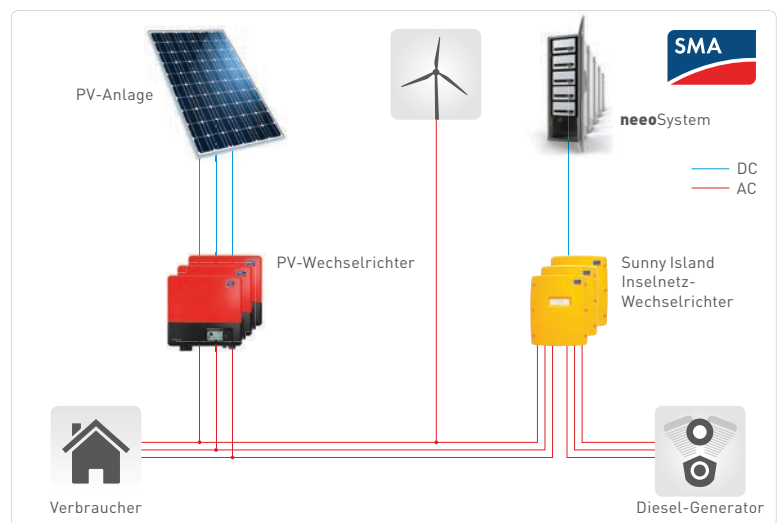 SMA
PV-Anlage
neeoSystem
DC
AC
PV-Wechselrichter
Sunny Island
Inselnetz-
Wechselrichter
Verbraucher
Diesel-Generator